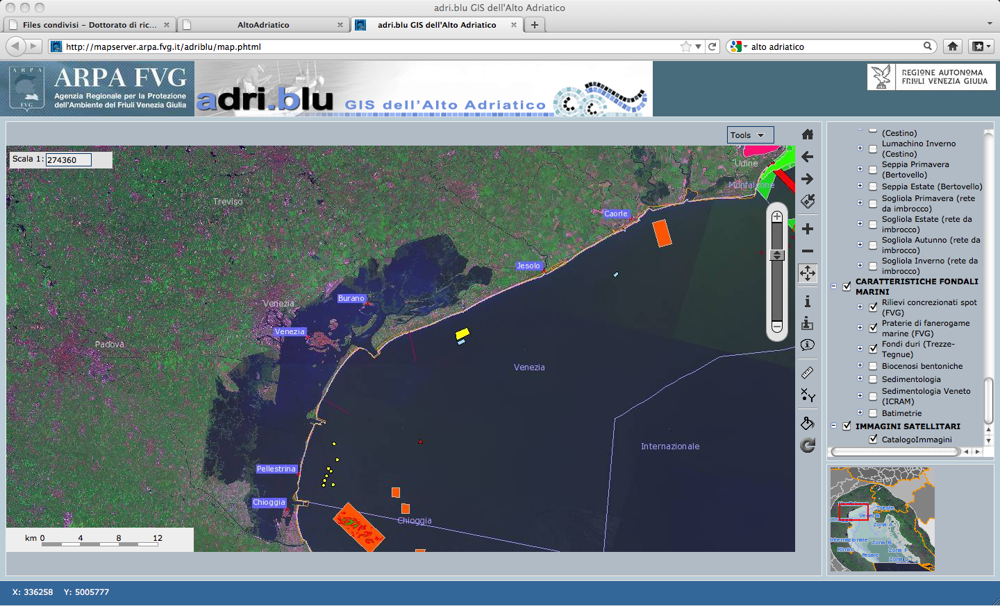 adri.blu GIS dell'Alto Adriatico
Files condivisi – Dottorato di ric...
AltoAdriatico
adri.blu GIS dell'Alto Adriatico
http://mapserver.arpa.fvg.it/adriblu/map.phtml
alto adriatico
ARPA
FVG
ARPA FVG
Agenzia Regionale per la Protezione
dell'Ambiente del Friuli Venezia Giulia
adri.blu GIS dell'Alto Adriatico
REGIONE AUTONOMA
FRIULI VENEZIA GIULIA
Tools
Scala 1: 274360
Udine
Monfalcone
Treviso
Caorle
Jesolo
Burano
Venezia
Venezia
Padova
Venezia
Internazionale
Pellestrina
Chioggia
Chioggia
km 0 4 8 12
(Cestino)
Lumachino Inverno
(Cestino)
Seppia Primavera
(Bertovello)
Seppia Estate (Bertovello)
Sogliola Primavera (rete
da imbrocco)
Sogliola Estate (rete da
imbrocco)
Sogliola Autunno (rete da
imbrocco)
Sogliola Inverno (rete da
imbrocco)
CARATTERISTICHE FONDALI
MARINI
Rilievi concrezionati spot
(FVG)
Praterie di fanerogame
marine (FVG)
Fondi duri (Trezze-
Tegnue)
Biocenosi bentoniche
Sedimentologia
Sedimentologia Veneto
(ICRAM)
Batimetrie
IMMAGINI SATELLITARI
CatalogoImmagini
Trieste
Venezia
Zona A
Internazionale
Zona B
Rimini
Zona F
Pesaro
X: 336258 Y: 5005777